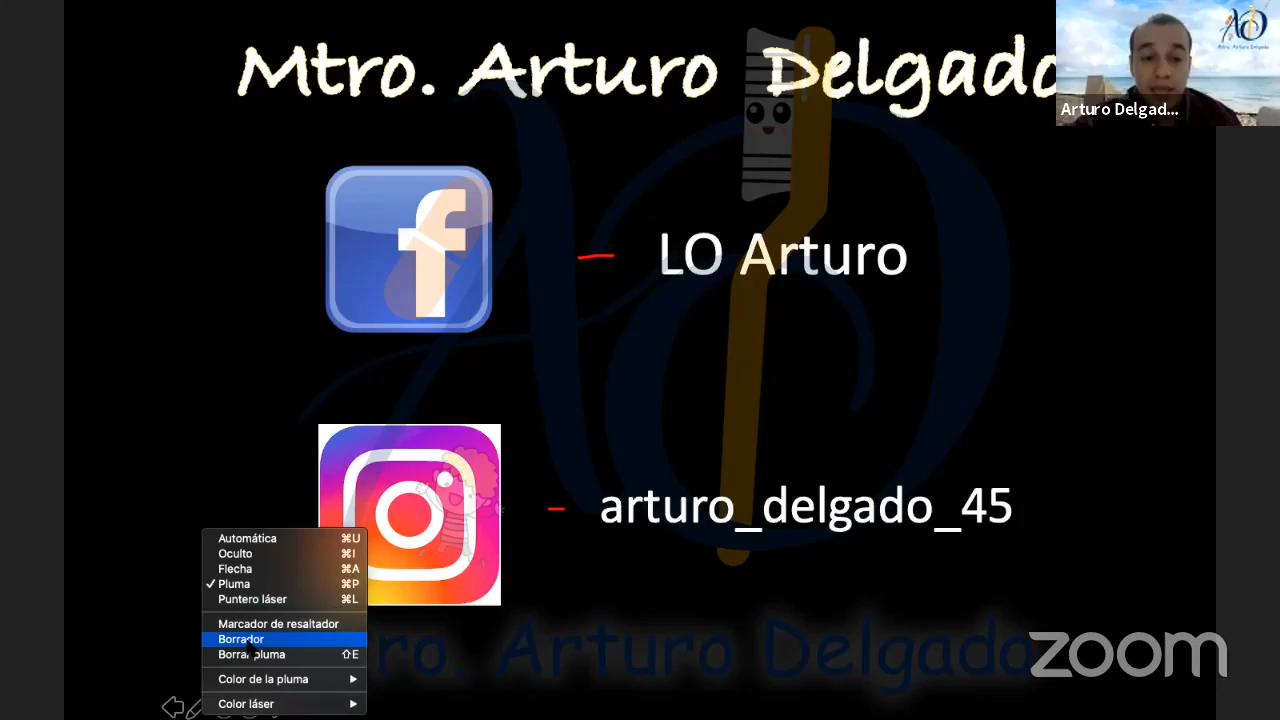 Mtro. Arturo Delgado
Arturo Delgad...
LO Arturo
arturo_delgado_45
Automática ⌘U
Oculto ⌘I
Flecha ⌘A
✓ Pluma ⌘P
Puntero láser ⌘L
Marcador de resaltador
Borrador
Borrar pluma ⇧E
Color de la pluma ▶
Color láser ▶
Mtro. Arturo Delgado
zoom